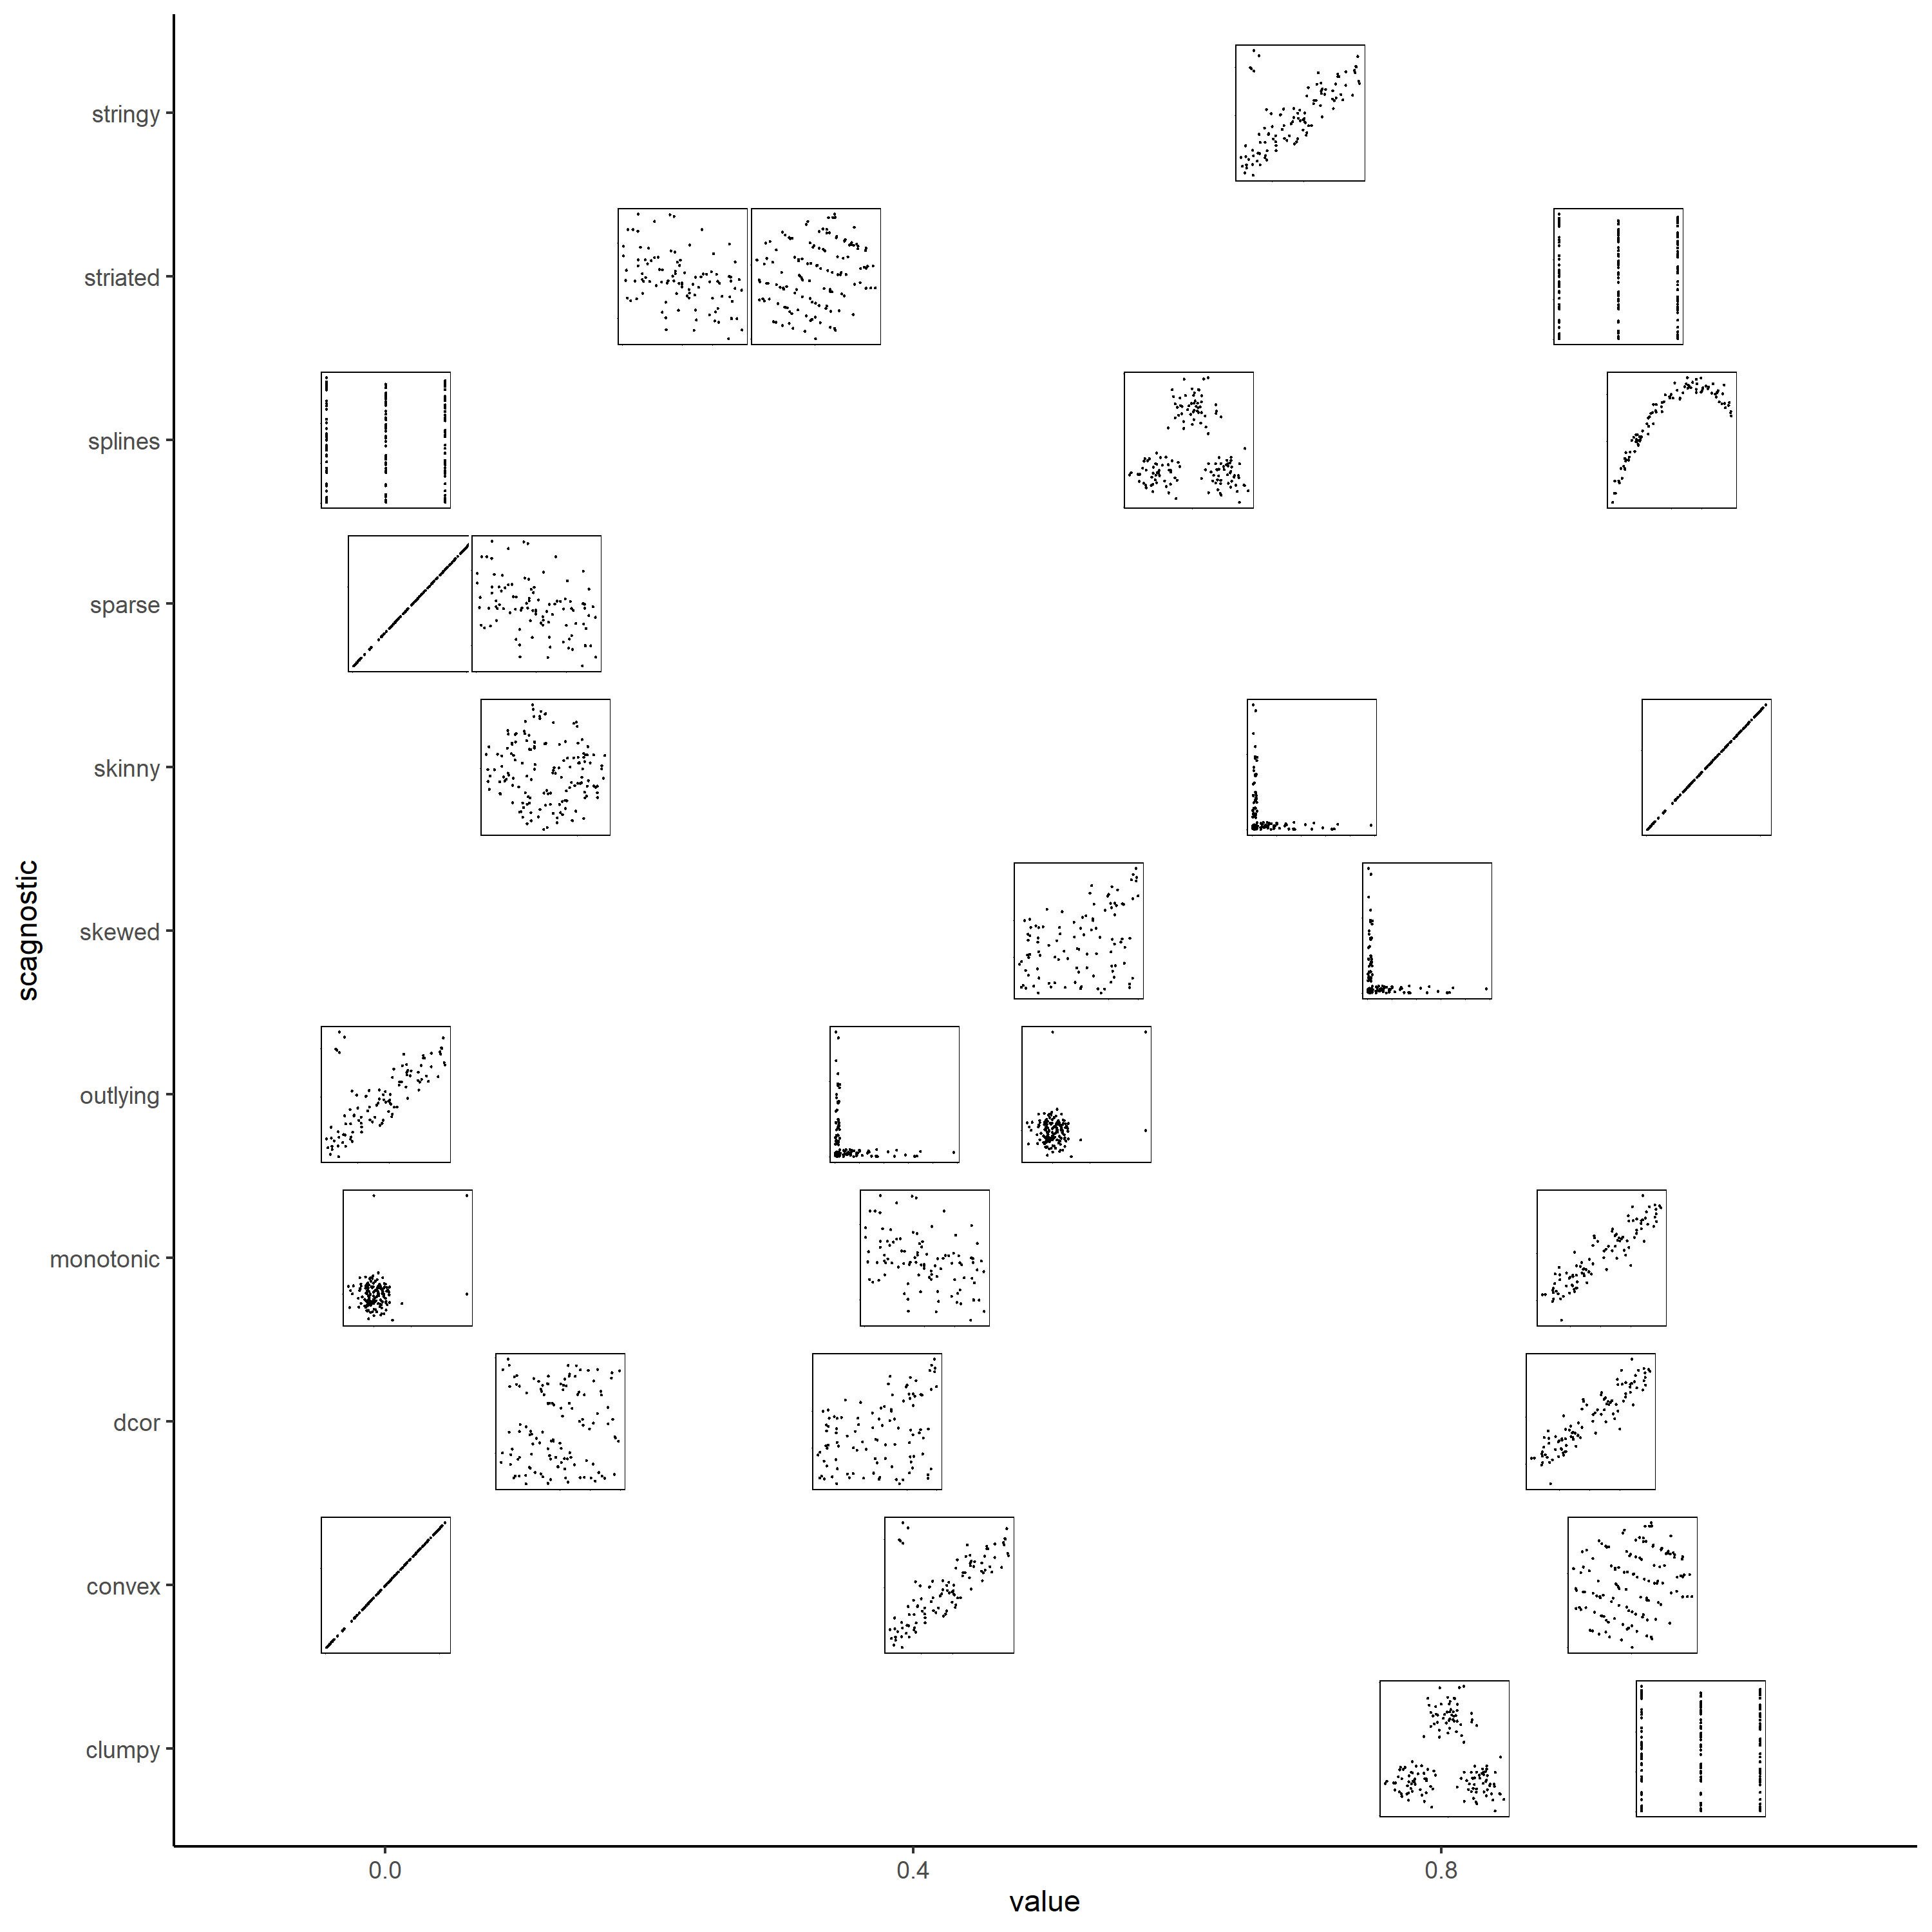 stringy
striated
splines
sparse
skinny
skewed
outlying
monotonic
dcor
convex
clumpy
scagnostic
0.0 0.4 0.8
value